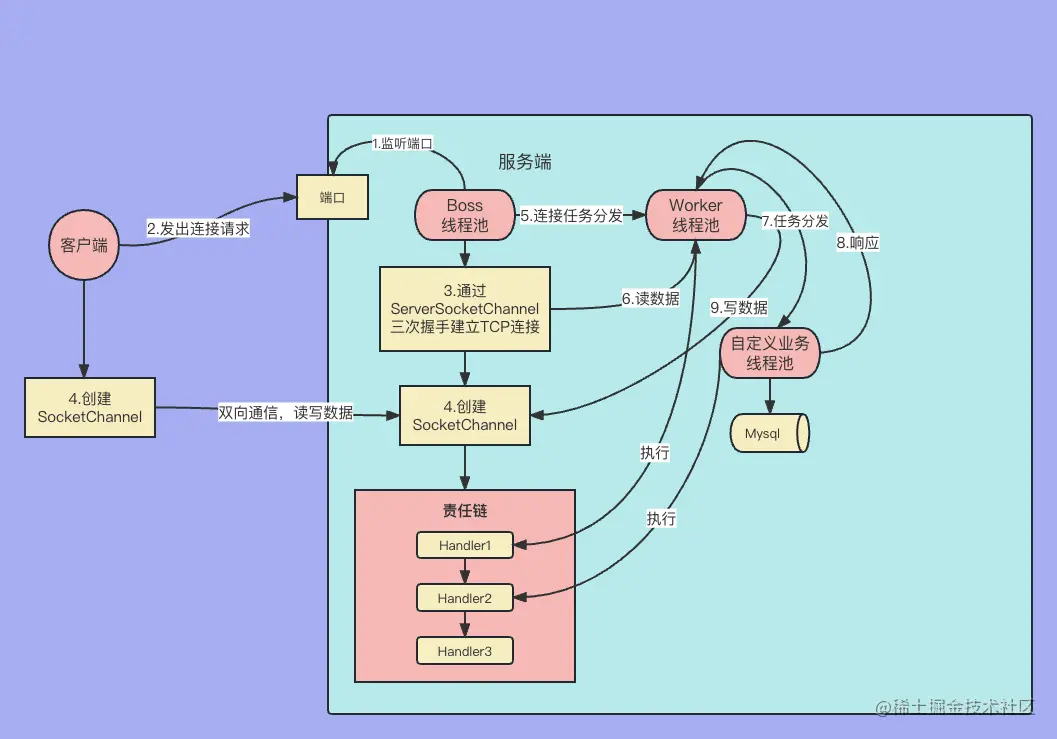 1.监听端口
服务端
端口
Boss
线程池
5.连接任务分发
Worker
线程池
7.任务分发
2.发出连接请求
客户端
8.响应
3.通过
ServerSocketChannel
三次握手建立TCP连接
6.读数据
9.写数据
自定义业务
线程池
4.创建
SocketChannel
双向通信，读写数据
4.创建
SocketChannel
Mysql
执行
责任链
执行
Handler1
Handler2
Handler3
@稀土掘金技术社区